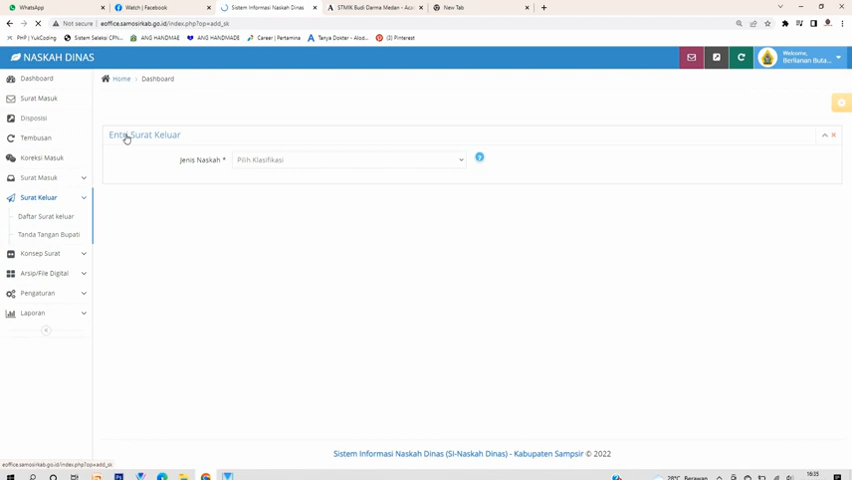 WhatsApp
Watch | Facebook
Sistem Informasi Naskah Dinas
STMIK Budi Darma Medan - Acc
New Tab
Not secure
eoffice.samosirkab.go.id/index.php?op=add_sk
PHP | YukCoding
Sistem Seleksi CPN...
ANG HANMADE
ANG HANDMADE
Career | Pertamina
Tanya Dokter - Alod...
(1) Pinterest
NASKAH DINAS
Welcome,
Berlianan Buta...
Dashboard
Home
Dashboard
Surat Masuk
Disposisi
Entri Surat Keluar
Tembusan
Jenis Naskah *
Pilih Klasifikasi
Koreksi Masuk
Surat Masuk
Surat Keluar
Daftar Surat keluar
Tanda Tangan Bupati
Konsep Surat
Arsip/File Digital
Pengaturan
Laporan
Sistem Informasi Naskah Dinas (SI-Naskah Dinas) - Kabupaten Sampsir © 2022
eoffice.samosirkab.go.id/index.php?op=add_sk
28°C Berawan
16:35